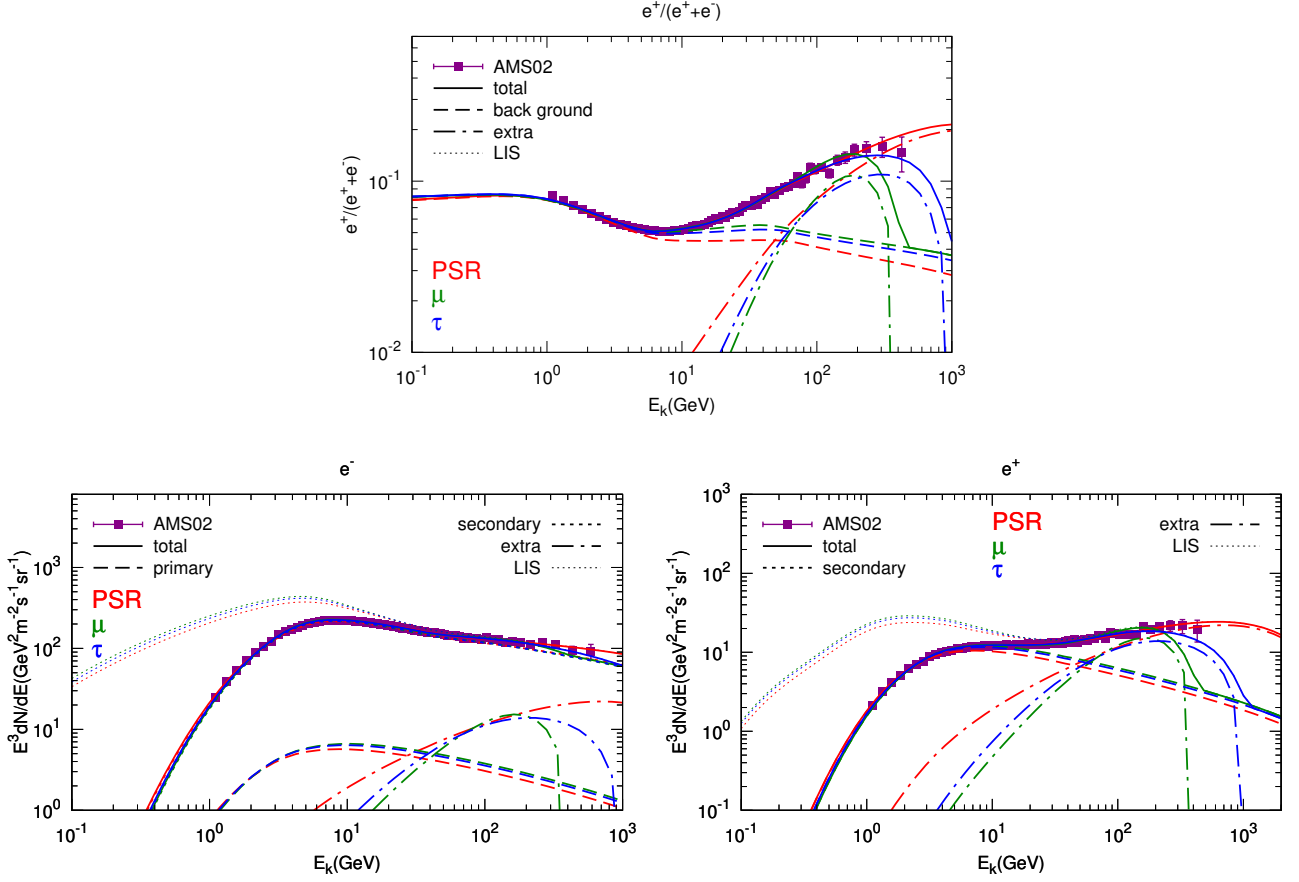 e⁺/(e⁺+e⁻)
e⁺/(e⁺+e⁻)
AMS02
total
back ground
extra
LIS
PSR
μ
τ
10⁻¹
10⁻²
10⁻¹ 10⁰ 10¹ 10² 10³
Eₖ(GeV)
e⁻
E³dN/dE(GeV²m⁻²s⁻¹sr⁻¹)
AMS02
total
primary
secondary
extra
LIS
PSR
μ
τ
10³
10²
10¹
10⁰
10⁻¹ 10⁰ 10¹ 10² 10³
Eₖ(GeV)
e⁺
E³dN/dE(GeV²m⁻²s⁻¹sr⁻¹)
AMS02
total
secondary
PSR
μ
τ
extra
LIS
10³
10²
10¹
10⁰
10⁻¹
10⁻¹ 10⁰ 10¹ 10² 10³
Eₖ(GeV)